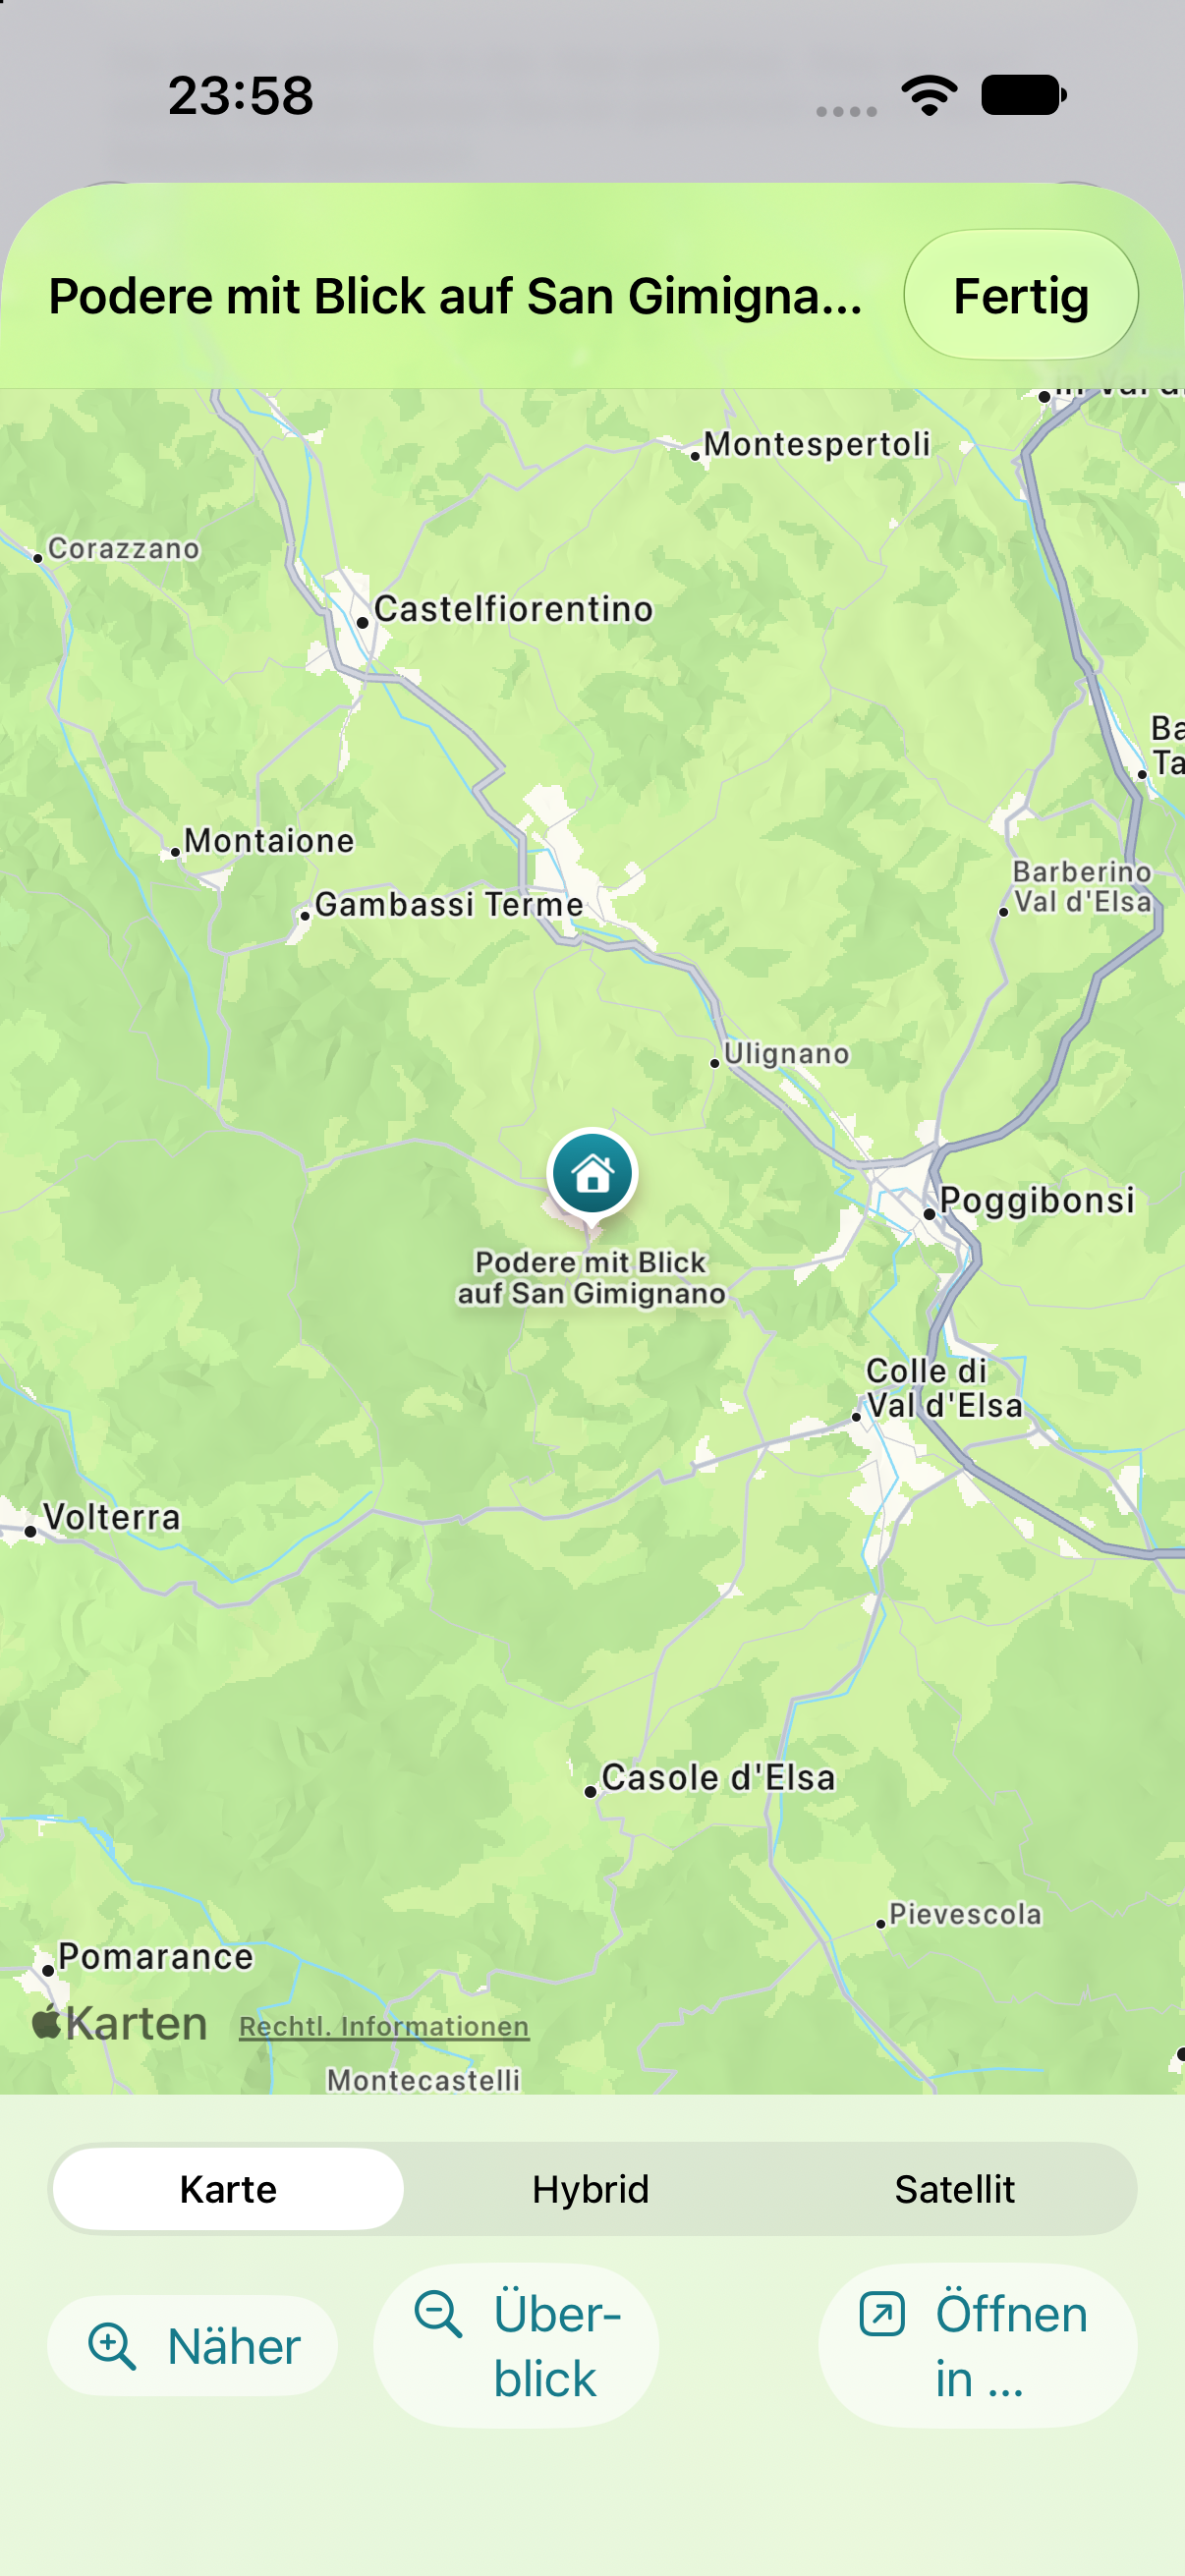 23:58
Podere mit Blick auf San Gimigna...
Fertig
Montespertoli
Corazzano
Castelfiorentino
Ba
Ta
Montaione
Barberino
Val d'Elsa
Gambassi Terme
Ulignano
Poggibonsi
Podere mit Blick
auf San Gimignano
Colle di
Val d'Elsa
Volterra
Casole d'Elsa
Pievescola
Pomarance
Karten
Rechtl. Informationen
Montecastelli
Karte
Hybrid
Satellit
Näher
Über-
blick
Öffnen
in ...